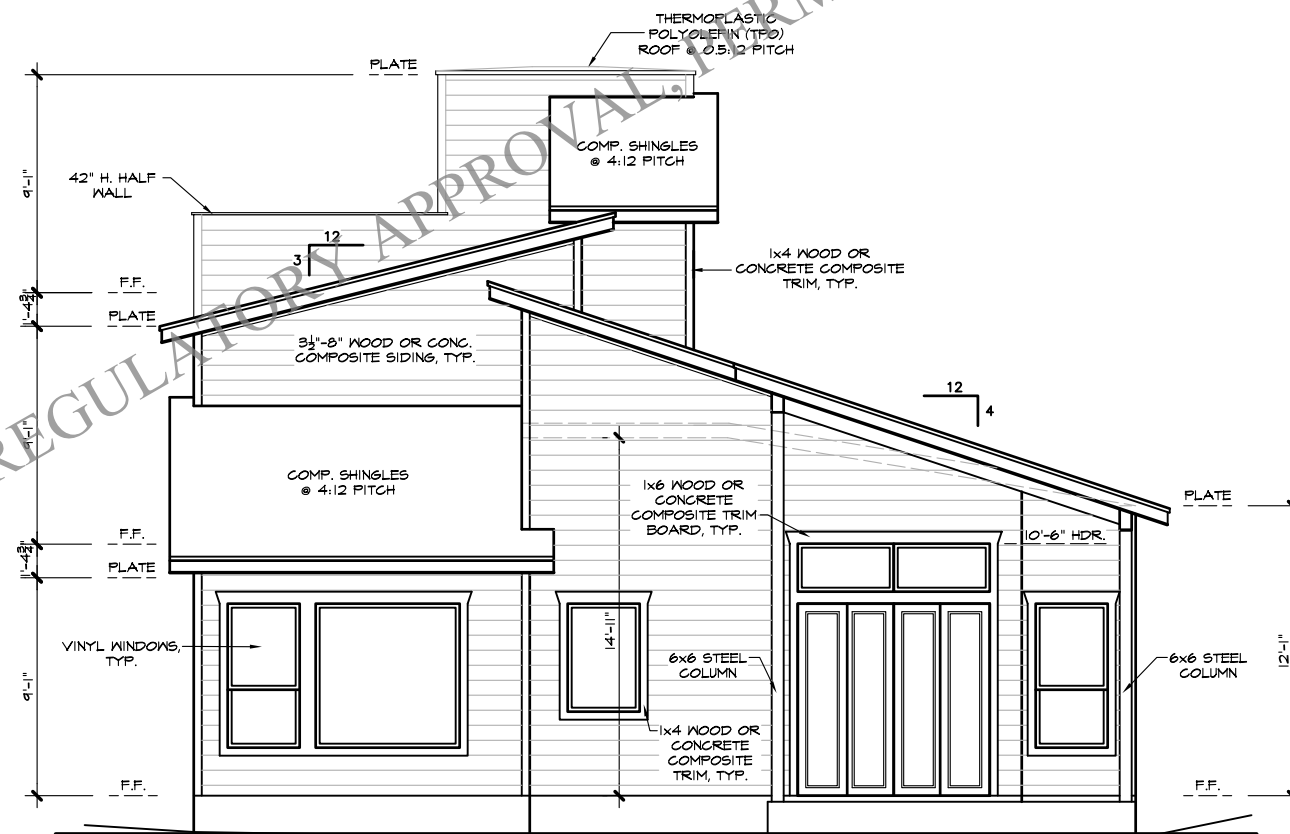 THERMOPLASTIC
POLYOLEFIN (TPO)
ROOF @ 0.5:12 PITCH
PLATE
COMP. SHINGLES
@ 4:12 PITCH
9'-1"
42" H. HALF
WALL
12
3
1x4 WOOD OR
CONCRETE COMPOSITE
TRIM, TYP.
F.F.
1'-4¾"
PLATE
3½"-8" WOOD OR CONC.
COMPOSITE SIDING, TYP.
12
4
REGULATORY APPROVAL, PERM
9'-1"
COMP. SHINGLES
@ 4:12 PITCH
1x6 WOOD OR
CONCRETE
COMPOSITE TRIM
BOARD, TYP.
PLATE
F.F.
10'-6" HDR.
1'-4¾"
PLATE
VINYL WINDOWS,
TYP.
14'-11"
6x6 STEEL
COLUMN
6x6 STEEL
COLUMN
12'-1"
9'-1"
1x4 WOOD OR
CONCRETE
COMPOSITE
TRIM, TYP.
F.F.
F.F.